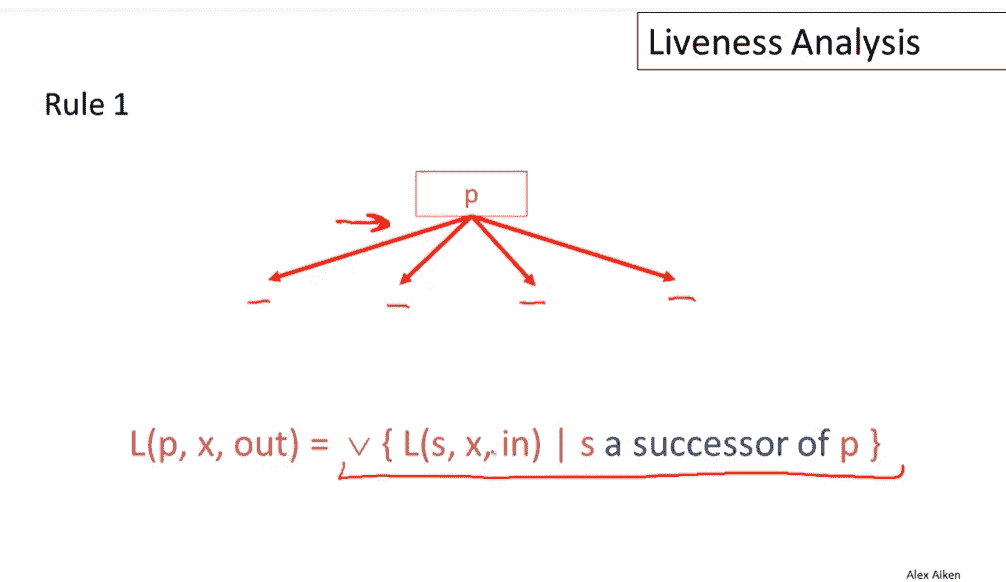 Liveness Analysis
Rule 1
p
L(p, x, out) = ∨ { L(s, x, in) | s a successor of p }
Alex Aiken